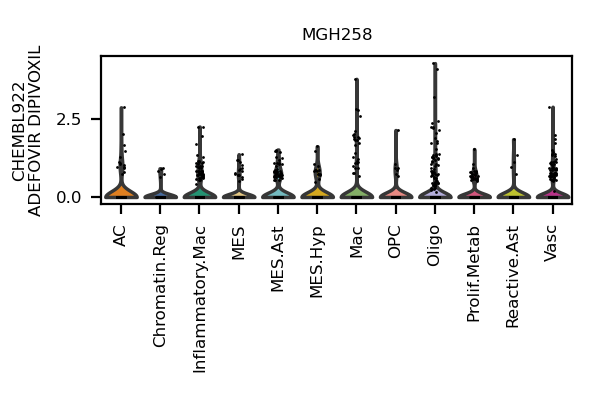 MGH258
CHEMBL922
ADEFOVIR DIPIVOXIL
2.5
0.0
AC
Chromatin.Reg
Inflammatory.Mac
MES
MES.Ast
MES.Hyp
Mac
OPC
Oligo
Prolif.Metab
Reactive.Ast
Vasc